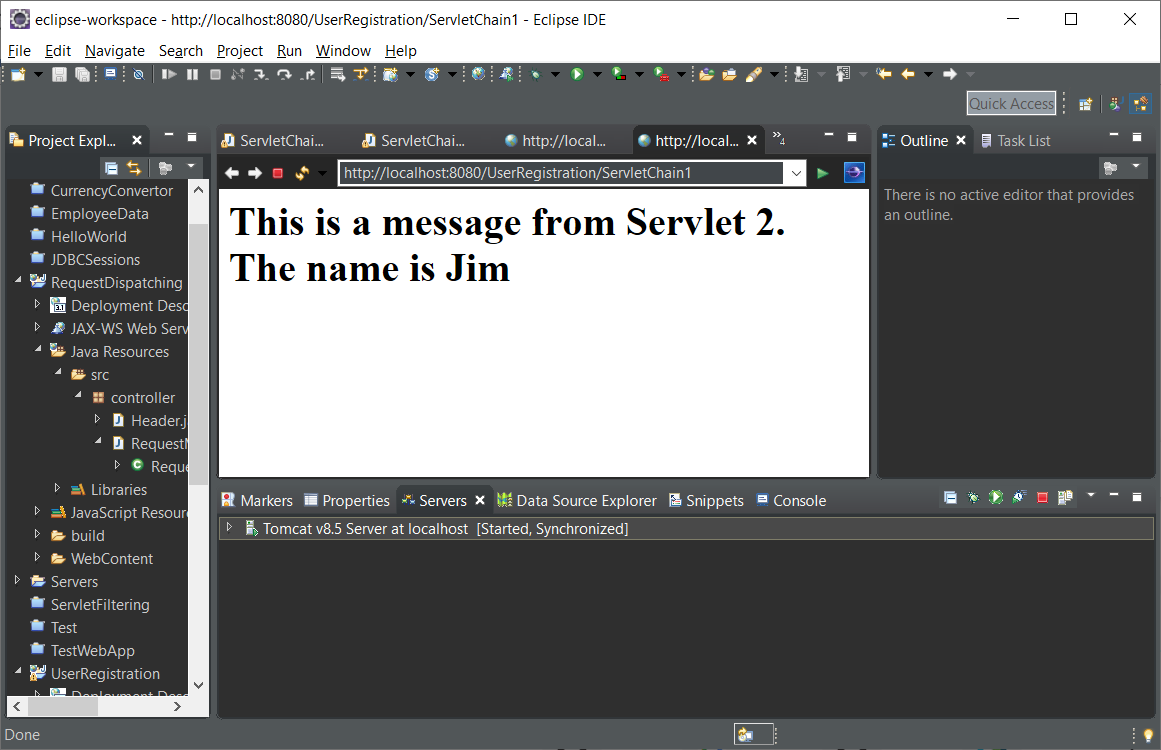 eclipse-workspace - http://localhost:8080/UserRegistration/ServletChain1 - Eclipse IDE
File Edit Navigate Search Project Run Window Help
Quick Access
Project Expl...
CurrencyConvertor
EmployeeData
HelloWorld
JDBCSessions
RequestDispatching
Deployment Desc
JAX-WS Web Serv
Java Resources
src
controller
Header.j
RequestM
Reque
Libraries
JavaScript Resour
build
WebContent
Servers
ServletFiltering
Test
TestWebApp
UserRegistration
Deployment Desc
ServletChai... ServletChai... http://local... http://local... 4
http://localhost:8080/UserRegistration/ServletChain1
This is a message from Servlet 2.
The name is Jim
Outline Task List
There is no active editor that provides
an outline.
Markers Properties Servers Data Source Explorer Snippets Console
Tomcat v8.5 Server at localhost [Started, Synchronized]
Done